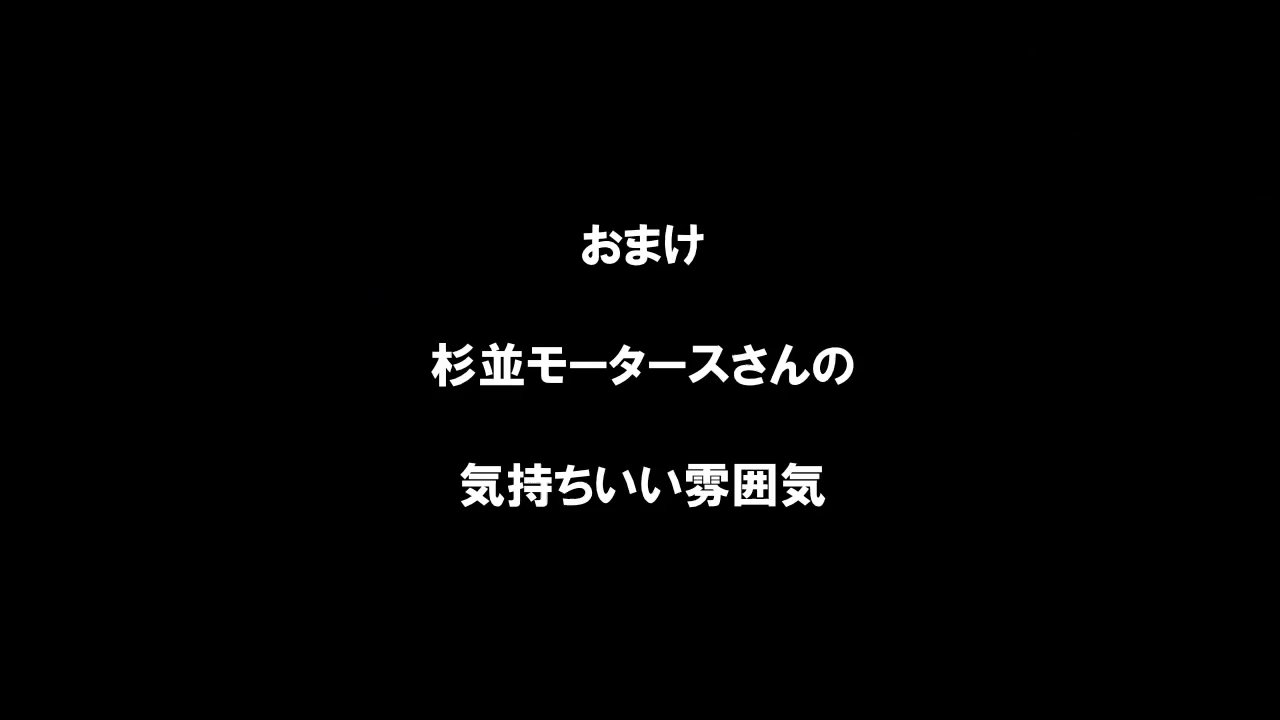 おまけ
杉並モータースさんの
気持ちいい雰囲気